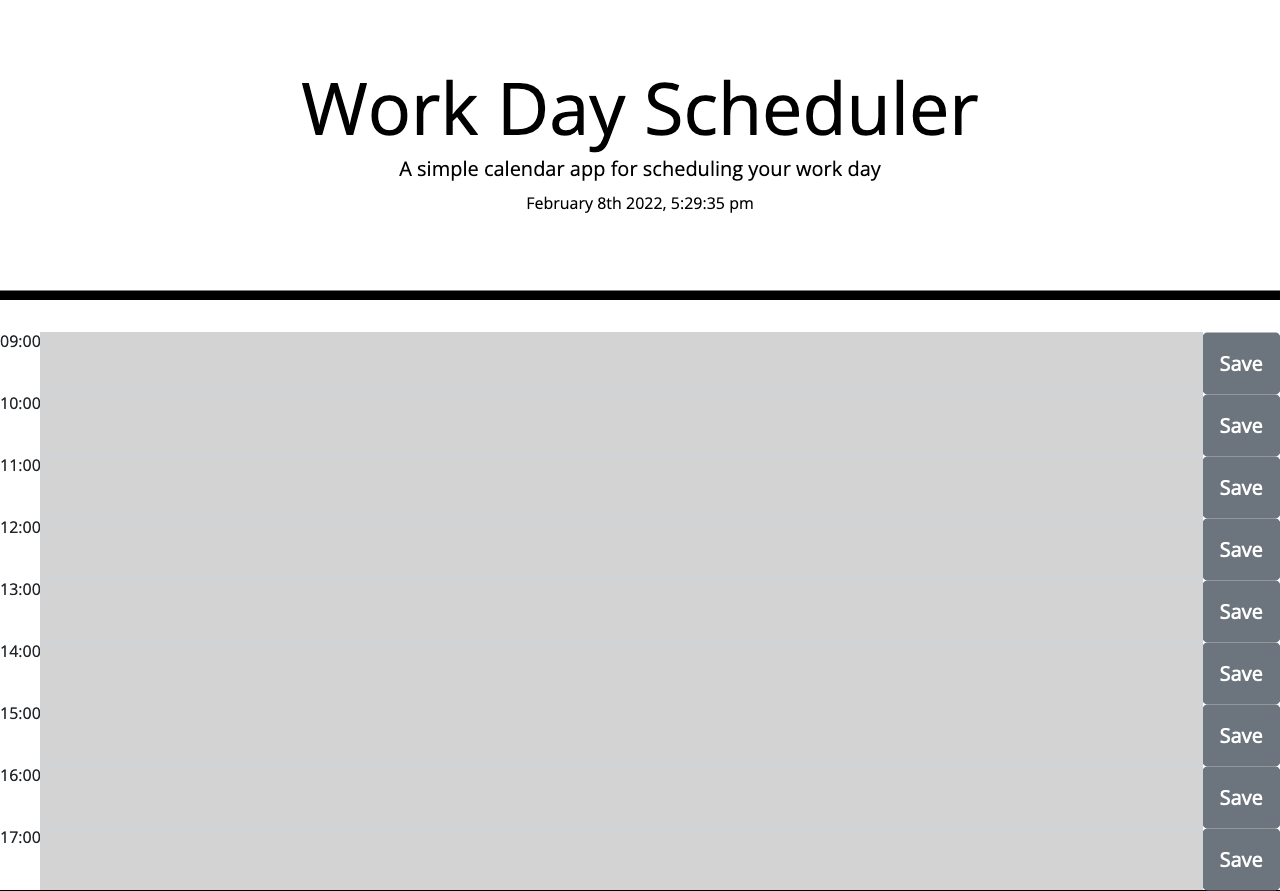 Work Day Scheduler
A simple calendar app for scheduling your work day
February 8th 2022, 5:29:35 pm
09:00 Save
10:00 Save
11:00 Save
12:00 Save
13:00 Save
14:00 Save
15:00 Save
16:00 Save
17:00 Save